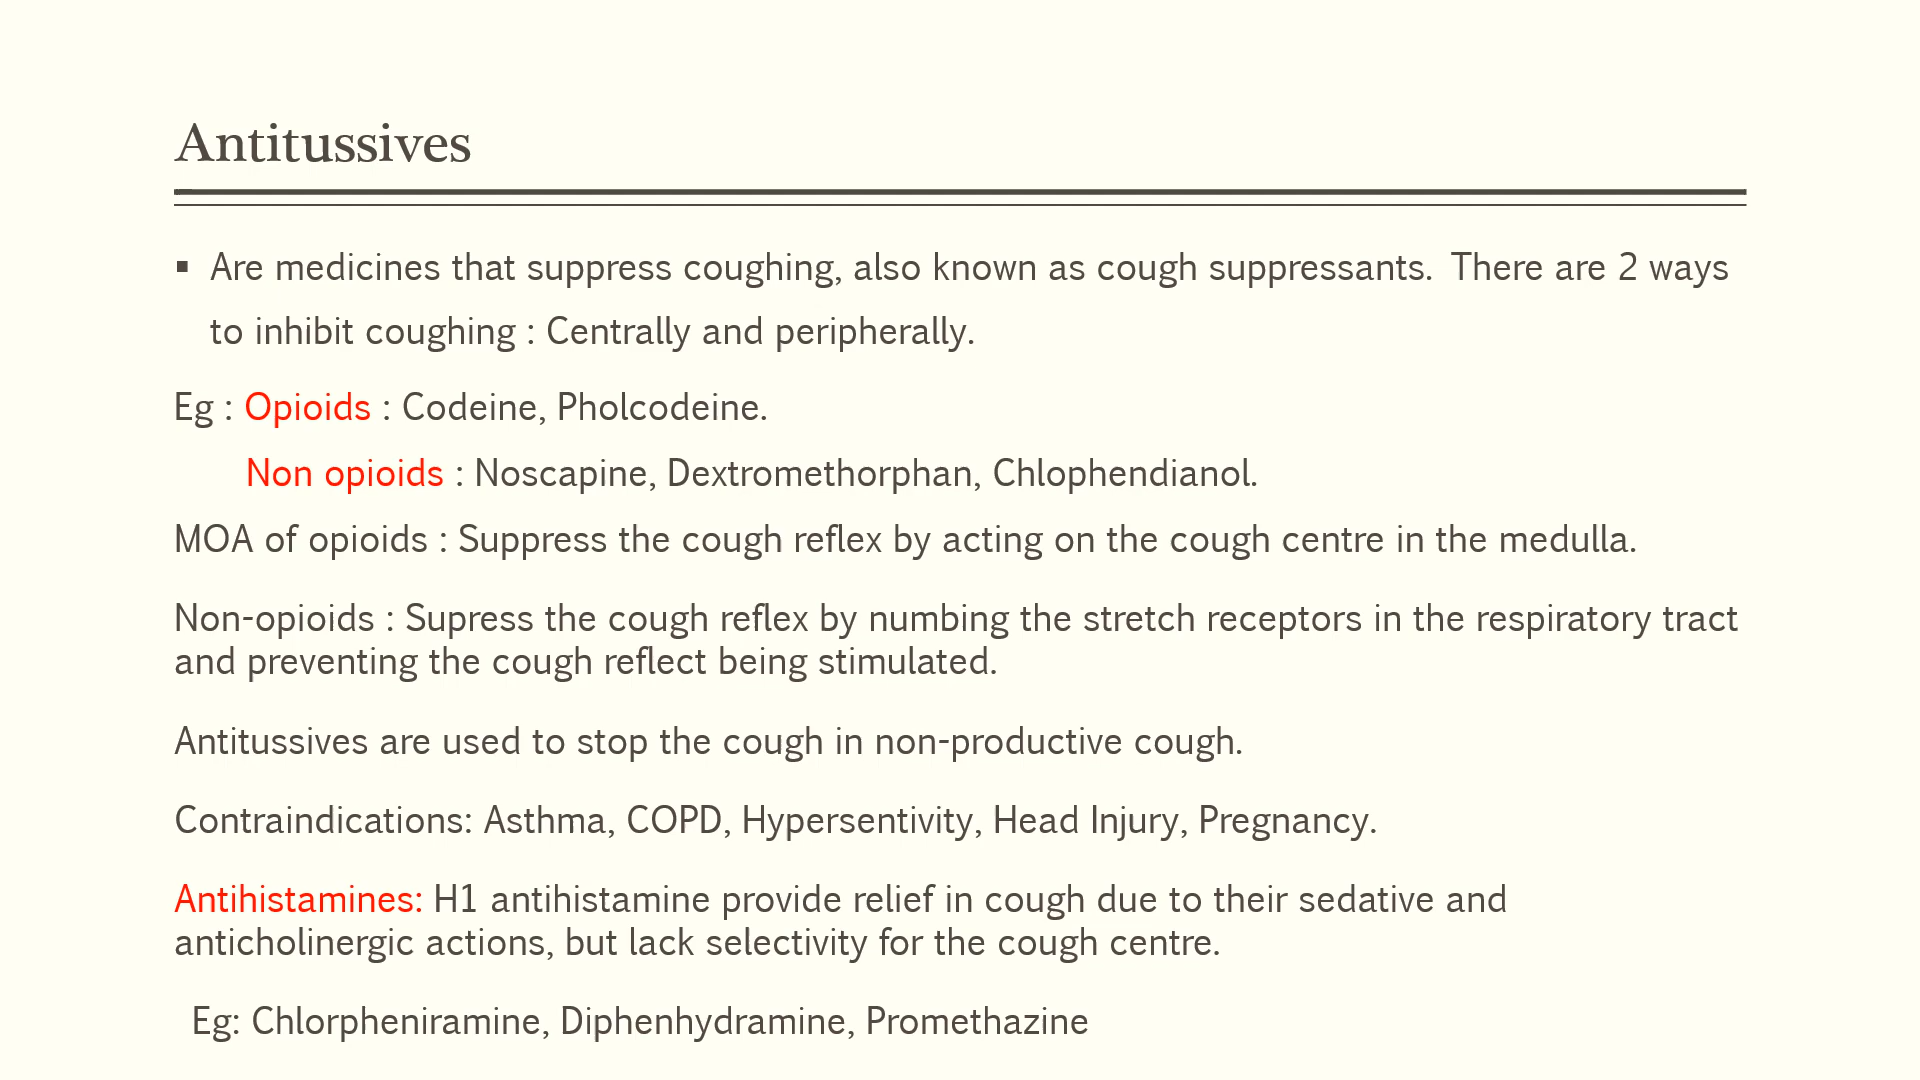 Antitussives
▪ Are medicines that suppress coughing, also known as cough suppressants. There are 2 ways
to inhibit coughing : Centrally and peripherally.
Eg : Opioids : Codeine, Pholcodeine.
Non opioids : Noscapine, Dextromethorphan, Chlophendianol.
MOA of opioids : Suppress the cough reflex by acting on the cough centre in the medulla.
Non-opioids : Supress the cough reflex by numbing the stretch receptors in the respiratory tract
and preventing the cough reflect being stimulated.
Antitussives are used to stop the cough in non-productive cough.
Contraindications: Asthma, COPD, Hypersentivity, Head Injury, Pregnancy.
Antihistamines: H1 antihistamine provide relief in cough due to their sedative and
anticholinergic actions, but lack selectivity for the cough centre.
Eg: Chlorpheniramine, Diphenhydramine, Promethazine